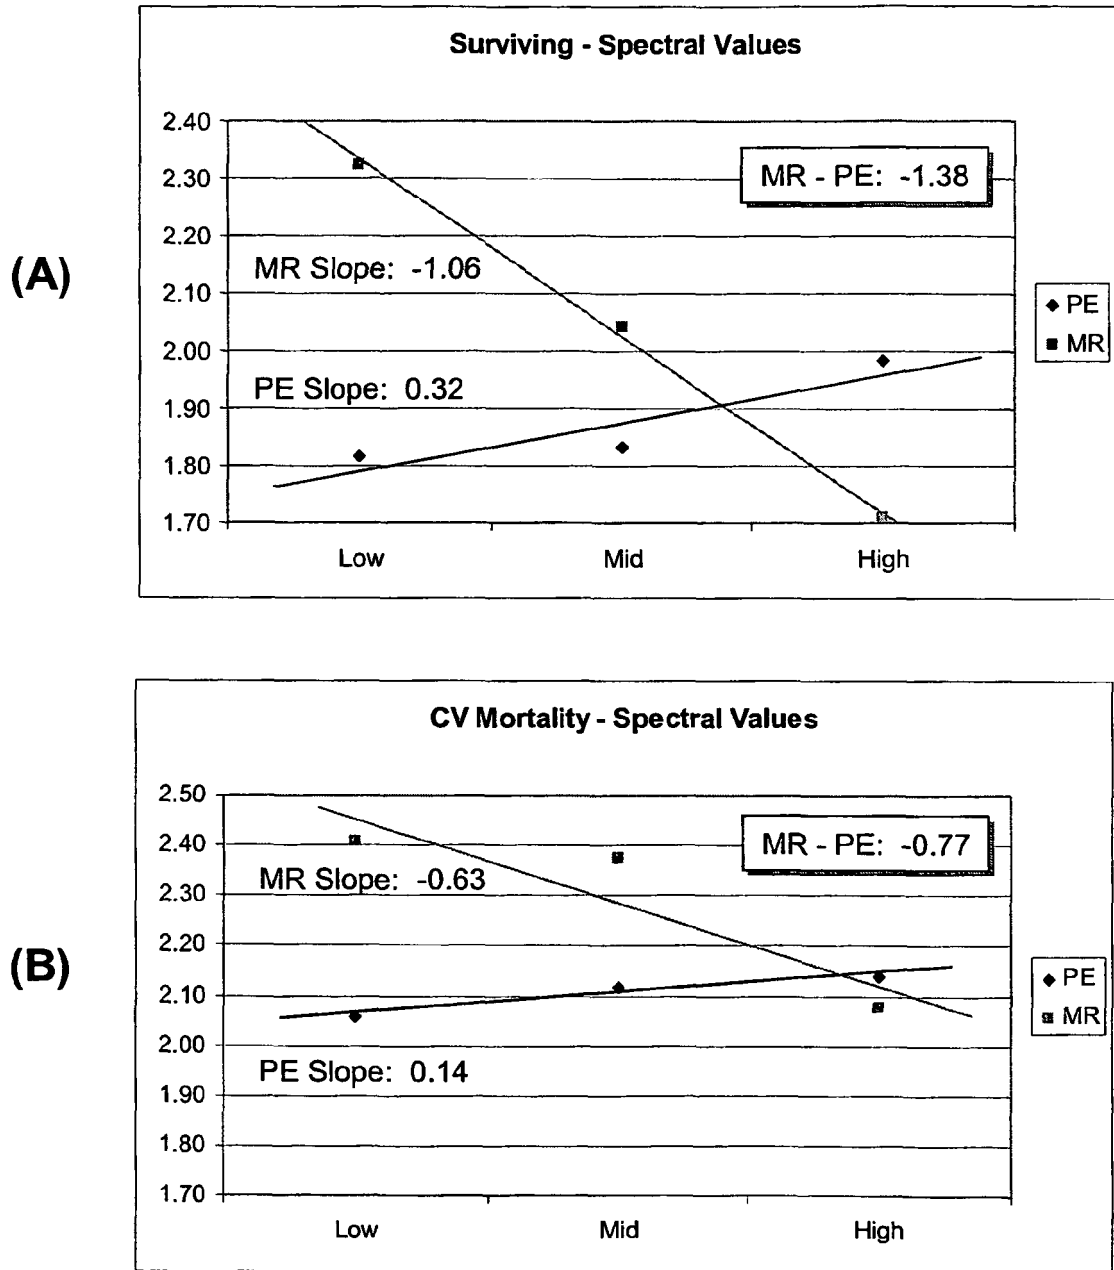 (A)
Surviving - Spectral Values
2.40
2.30
2.20
2.10
2.00
1.90
1.80
1.70
MR - PE: -1.38
MR Slope: -1.06
PE Slope: 0.32
PE
MR
Low Mid High
(B)
CV Mortality - Spectral Values
2.50
2.40
2.30
2.20
2.10
2.00
1.90
1.80
1.70
MR - PE: -0.77
MR Slope: -0.63
PE Slope: 0.14
PE
MR
Low Mid High